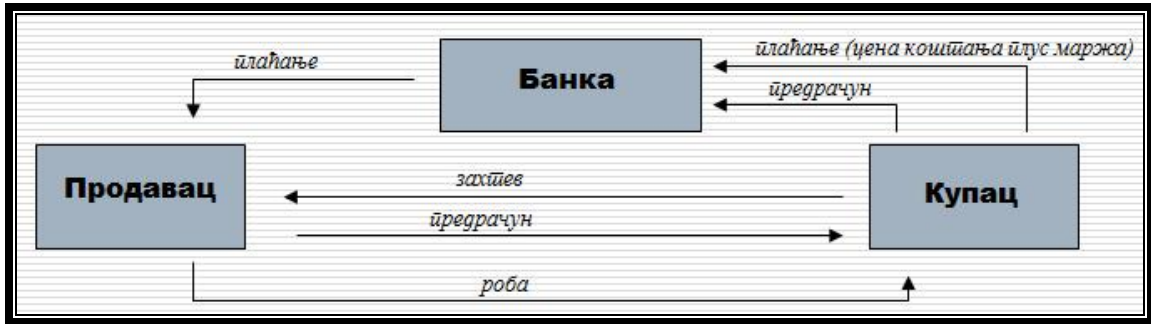 плаћање (цена коштања плус маржа)
плаћање
Банка
предрачун
Продавац
захтев
Купац
предрачун
роба